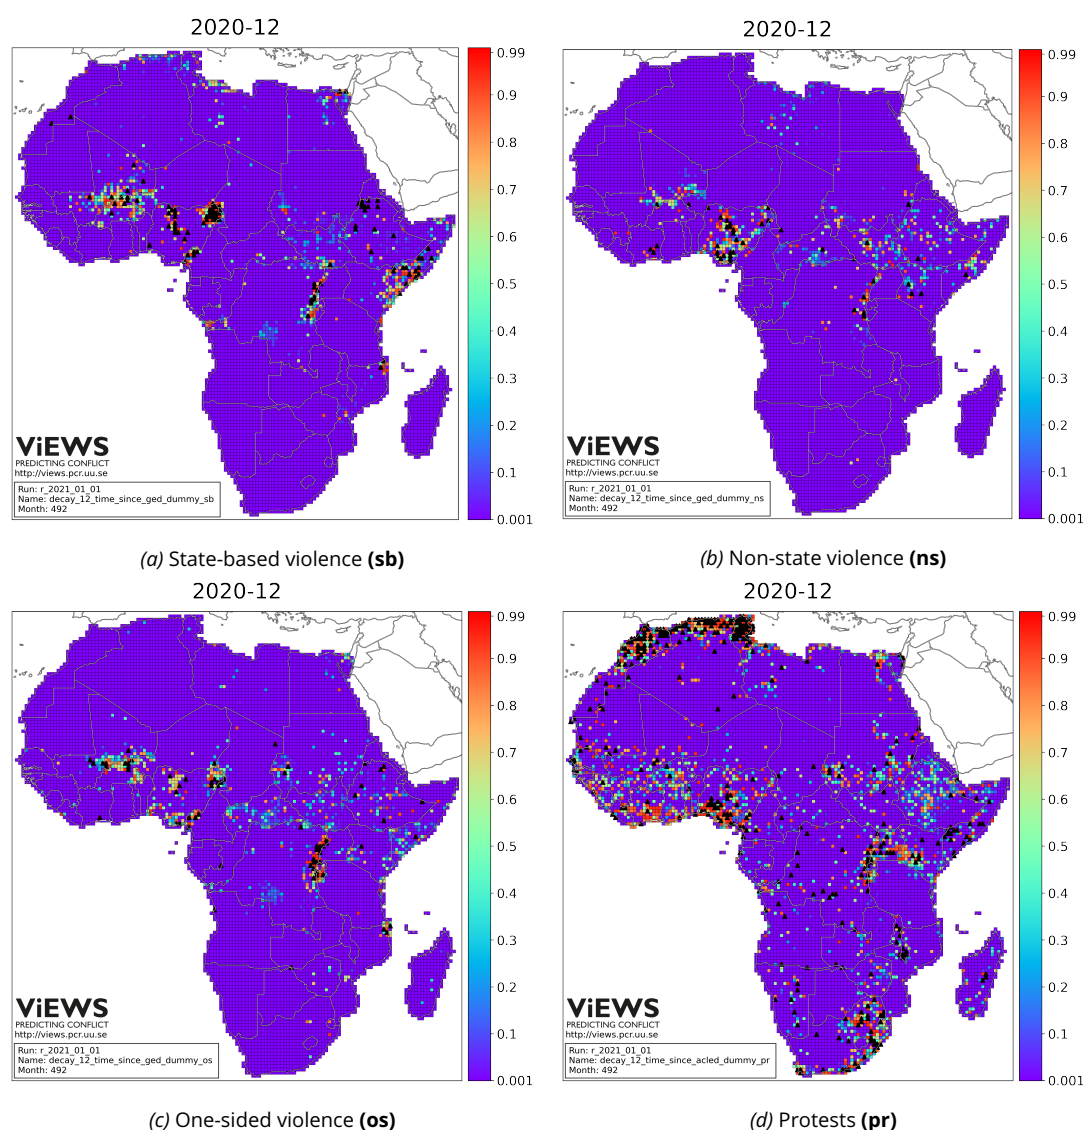 2020-12
0.99
0.9
0.8
0.7
0.6
0.5
0.4
0.3
0.2
0.1
0.001
ViEWS
PREDICTING CONFLICT
http://views.pcr.uu.se
Run: r_2021_01_01
Name: decay_12_time_since_ged_dummy_sb
Month: 492
(a) State-based violence (sb)
2020-12
0.99
0.9
0.8
0.7
0.6
0.5
0.4
0.3
0.2
0.1
0.001
ViEWS
PREDICTING CONFLICT
http://views.pcr.uu.se
Run: r_2021_01_01
Name: decay_12_time_since_ged_dummy_ns
Month: 492
(b) Non-state violence (ns)
2020-12
0.99
0.9
0.8
0.7
0.6
0.5
0.4
0.3
0.2
0.1
0.001
ViEWS
PREDICTING CONFLICT
http://views.pcr.uu.se
Run: r_2021_01_01
Name: decay_12_time_since_ged_dummy_os
Month: 492
(c) One-sided violence (os)
2020-12
0.99
0.9
0.8
0.7
0.6
0.5
0.4
0.3
0.2
0.1
0.001
ViEWS
PREDICTING CONFLICT
http://views.pcr.uu.se
Run: r_2021_01_01
Name: decay_12_time_since_acled_dummy_pr
Month: 492
(d) Protests (pr)